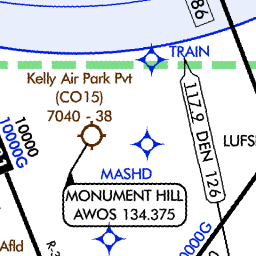 86
TRAIN
Kelly Air Park Pvt
(CO15)
7040 - 38
117.9 DEN 126
10000
10000G
LUFS
MASHD
MONUMENT HILL
AWOS 134.375
Afld
R-3
0000G